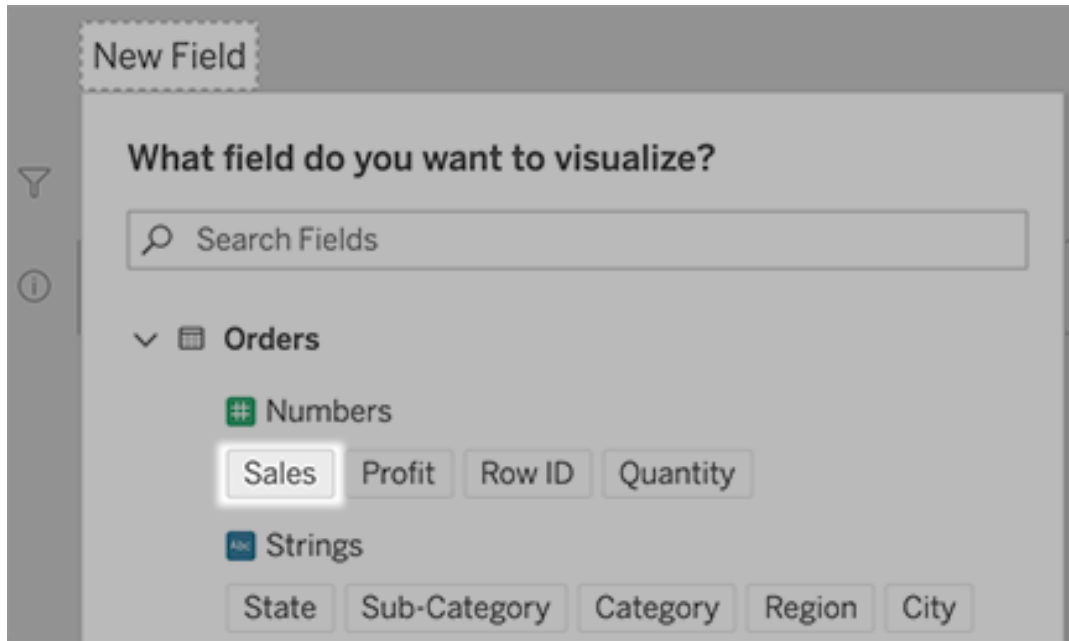 New Field
What field do you want to visualize?
Search Fields
Orders
# Numbers
Sales Profit Row ID Quantity
Abc Strings
State Sub-Category Category Region City